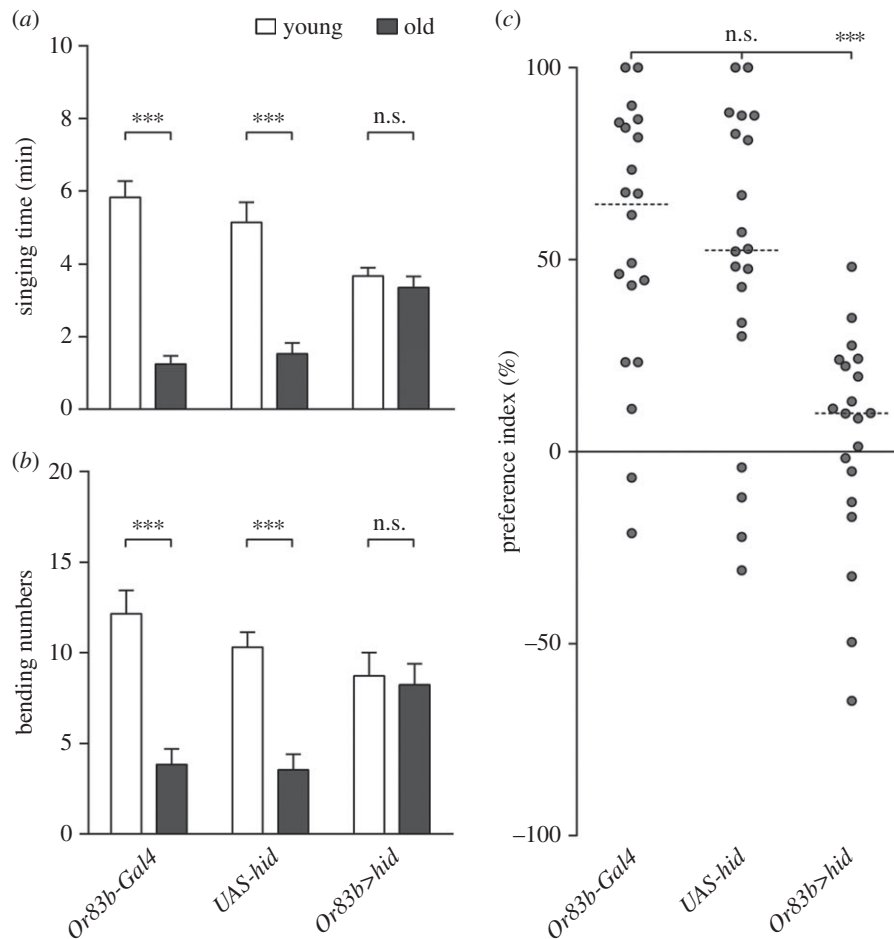 (a)
young old
10
8
6
4
2
0
singing time (min)
*** *** n.s.
(b)
20
15
10
5
0
bending numbers
*** *** n.s.
Or83b-Gal4 UAS-hid Or83b>hid
(c)
n.s. ***
100
50
0
–50
–100
preference index (%)
Or83b-Gal4 UAS-hid Or83b>hid